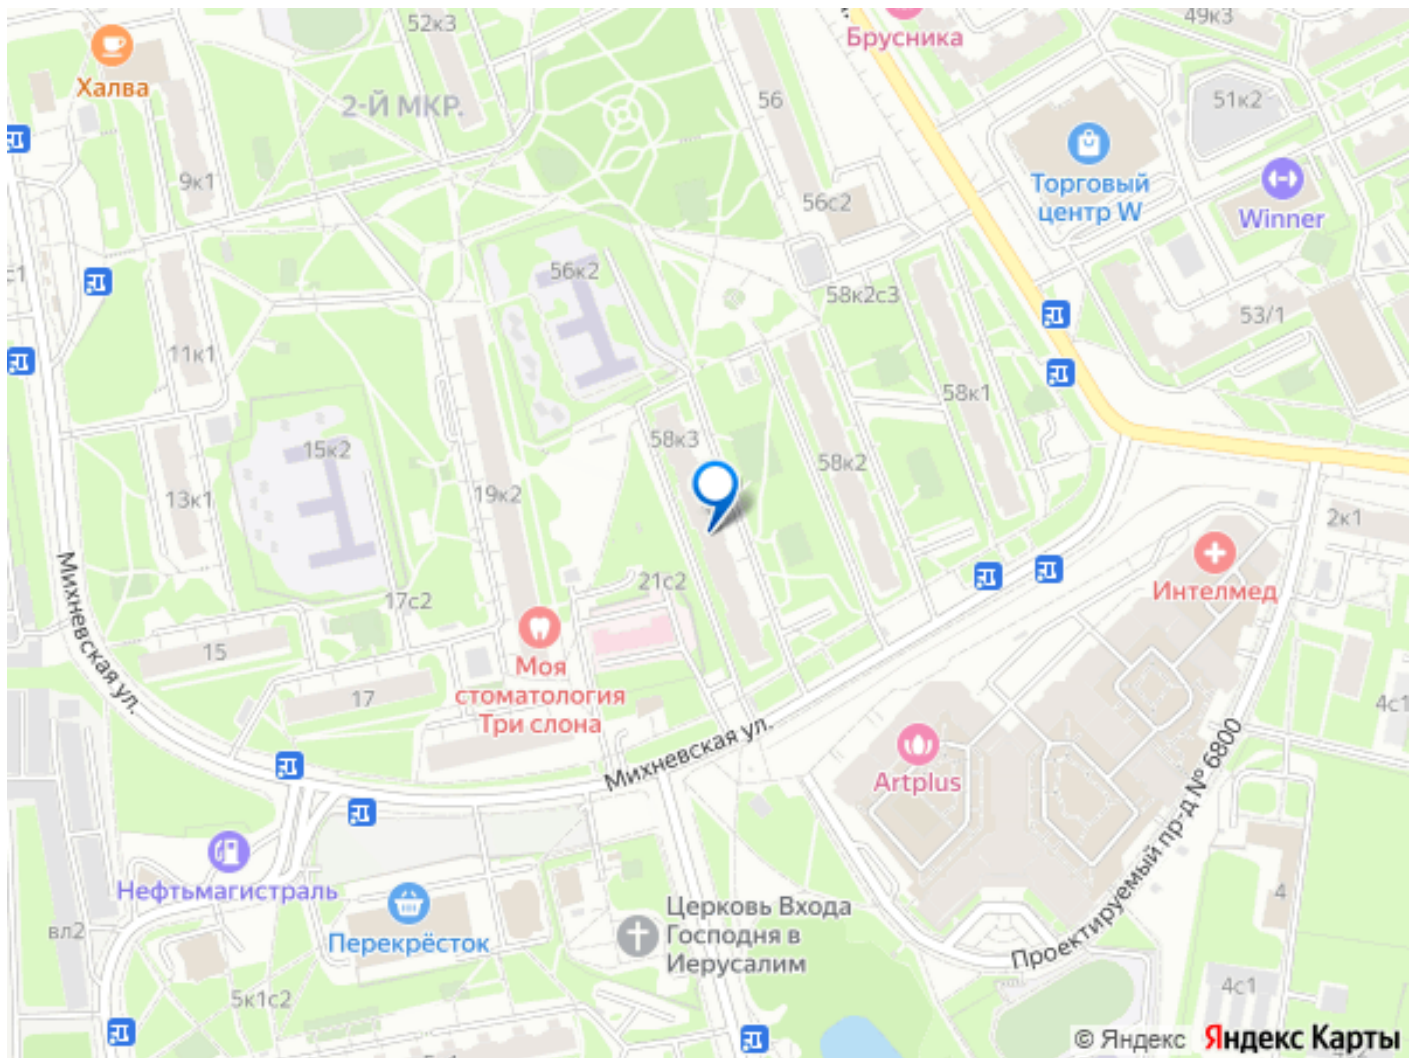 52к3
49к3
Брусника
Халва
2-Й МКР.
56
51к2
9к1
Торговый
центр W
56с2
Winner
с1
56к2
58к2с3
53/1
11к1
58к1
58к3
15к2
58к2
19к2
13к1
2к1
Михневская ул.
21с2
Интелмед
17с2
15
Моя
стоматология
Три слона
17
4с1
Михневская ул.
Artplus
Проектируемый пр-д № 6800
Нефтьмагистраль
4
Церковь Входа
Господня в
Иерусалим
вл2
Перекрёсток
5к1с2
4с1
© Яндекс Яндекс Карты